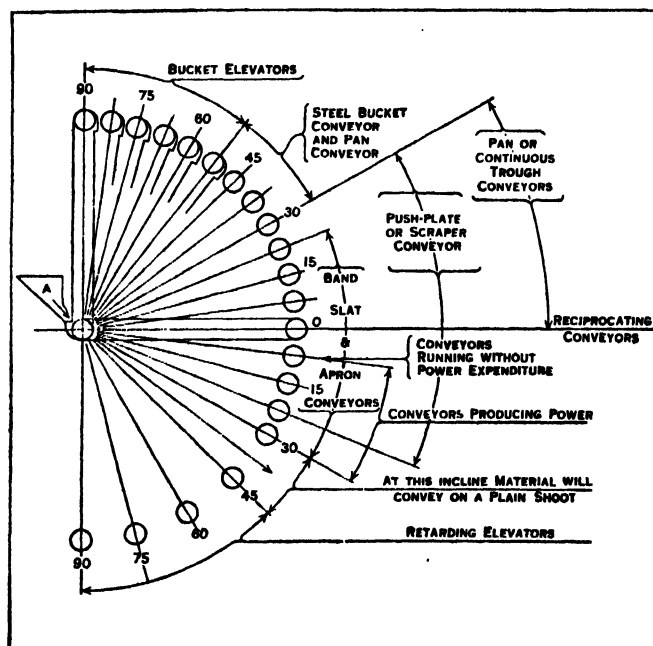 BUCKET ELEVATORS
90
75
60
45
30
15
0
15
30
45
60
75
90
A
STEEL BUCKET
CONVEYOR
AND PAN
CONVEYOR
PAN OR
CONTINUOUS
TROUGH
CONVEYORS
PUSH-PLATE
OR SCRAPER
CONVEYOR
BAND
SLAT
&
APRON
CONVEYORS
RECIPROCATING
CONVEYORS
CONVEYORS
RUNNING WITHOUT
POWER EXPENDITURE
CONVEYORS PRODUCING POWER
AT THIS INCLINE MATERIAL WILL
CONVEY ON A PLAIN SHOOT
RETARDING ELEVATORS